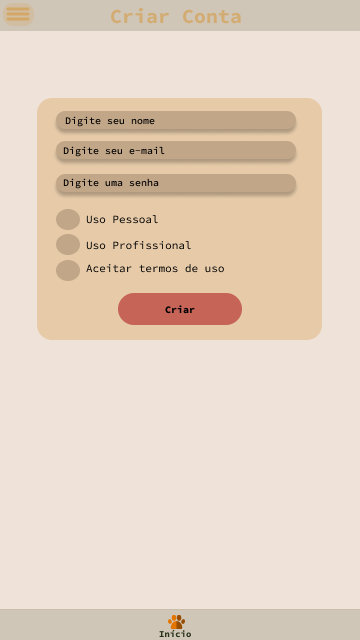 Criar Conta
Digite seu nome
Digite seu e-mail
Digite uma senha
Uso Pessoal
Uso Profissional
Aceitar termos de uso
Criar
Início